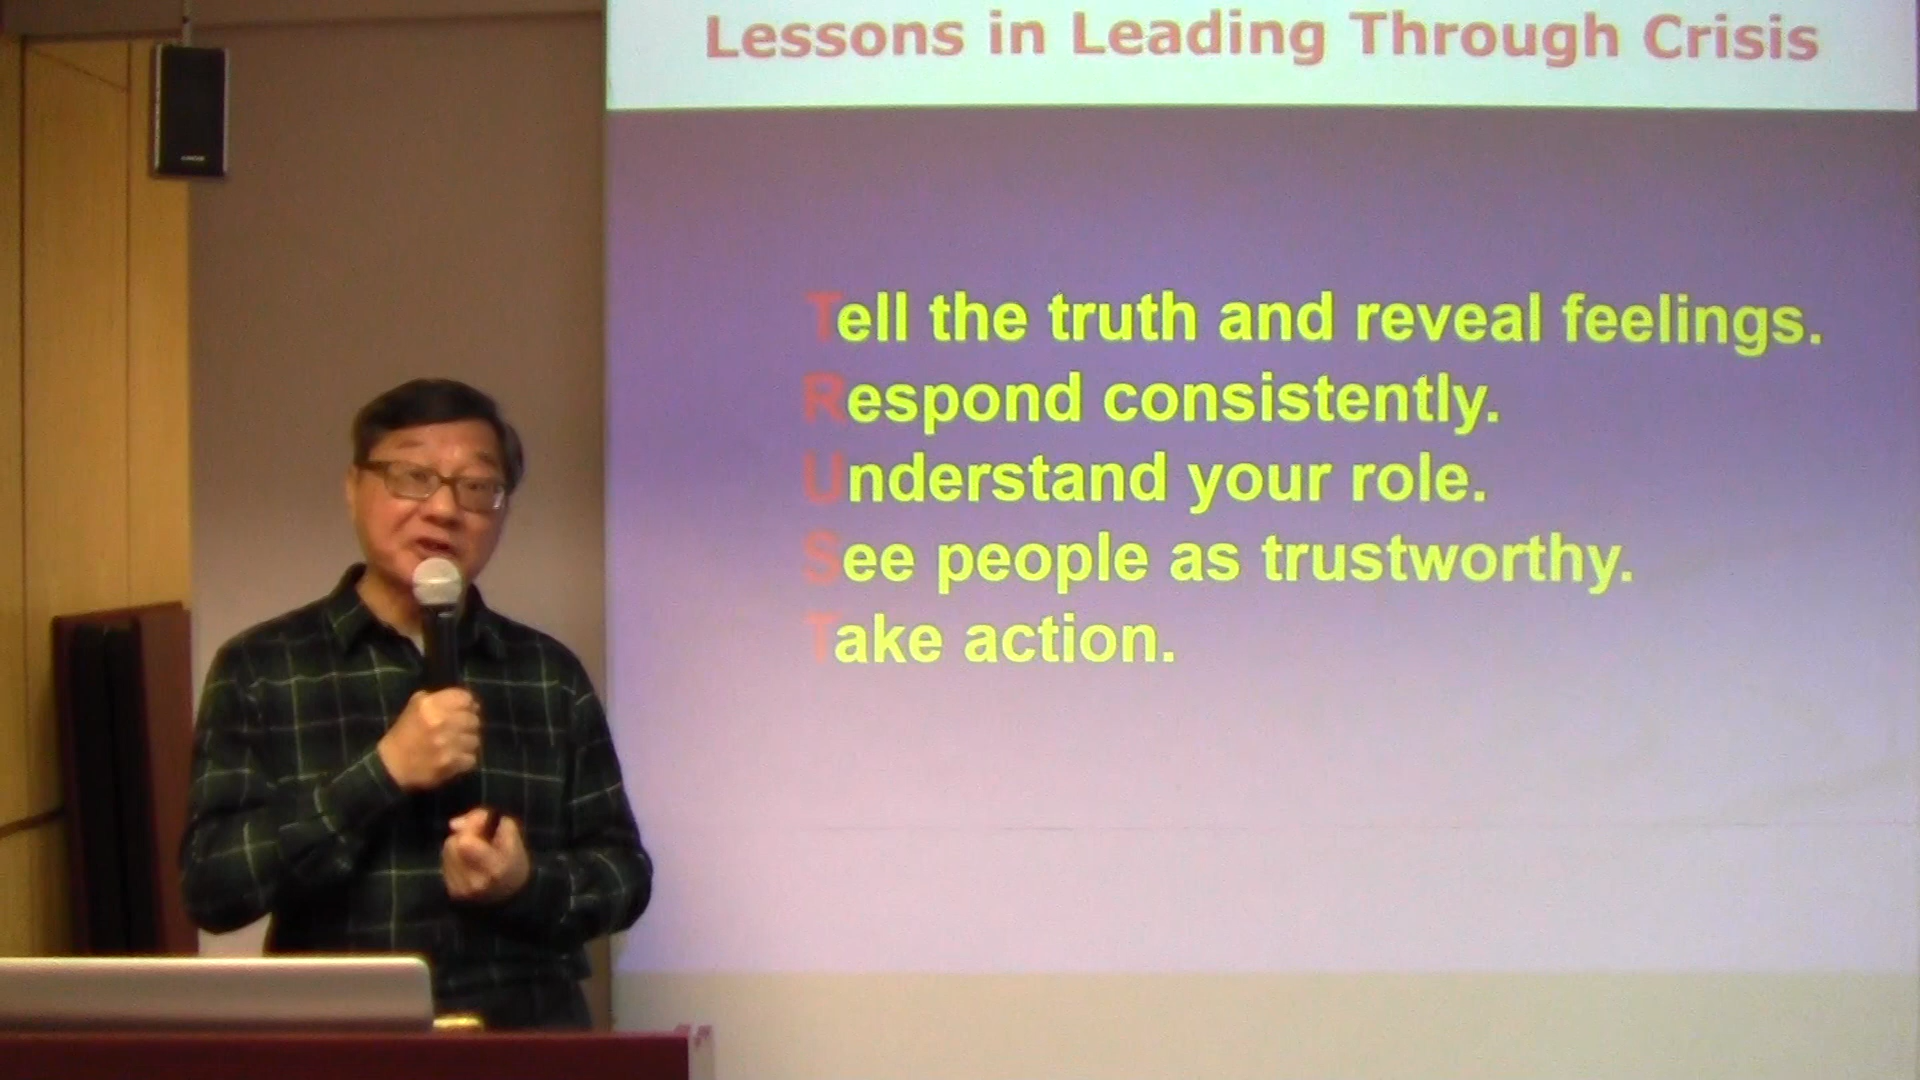 Lessons in Leading Through Crisis
Tell the truth and reveal feelings.
Respond consistently.
Understand your role.
See people as trustworthy.
Take action.